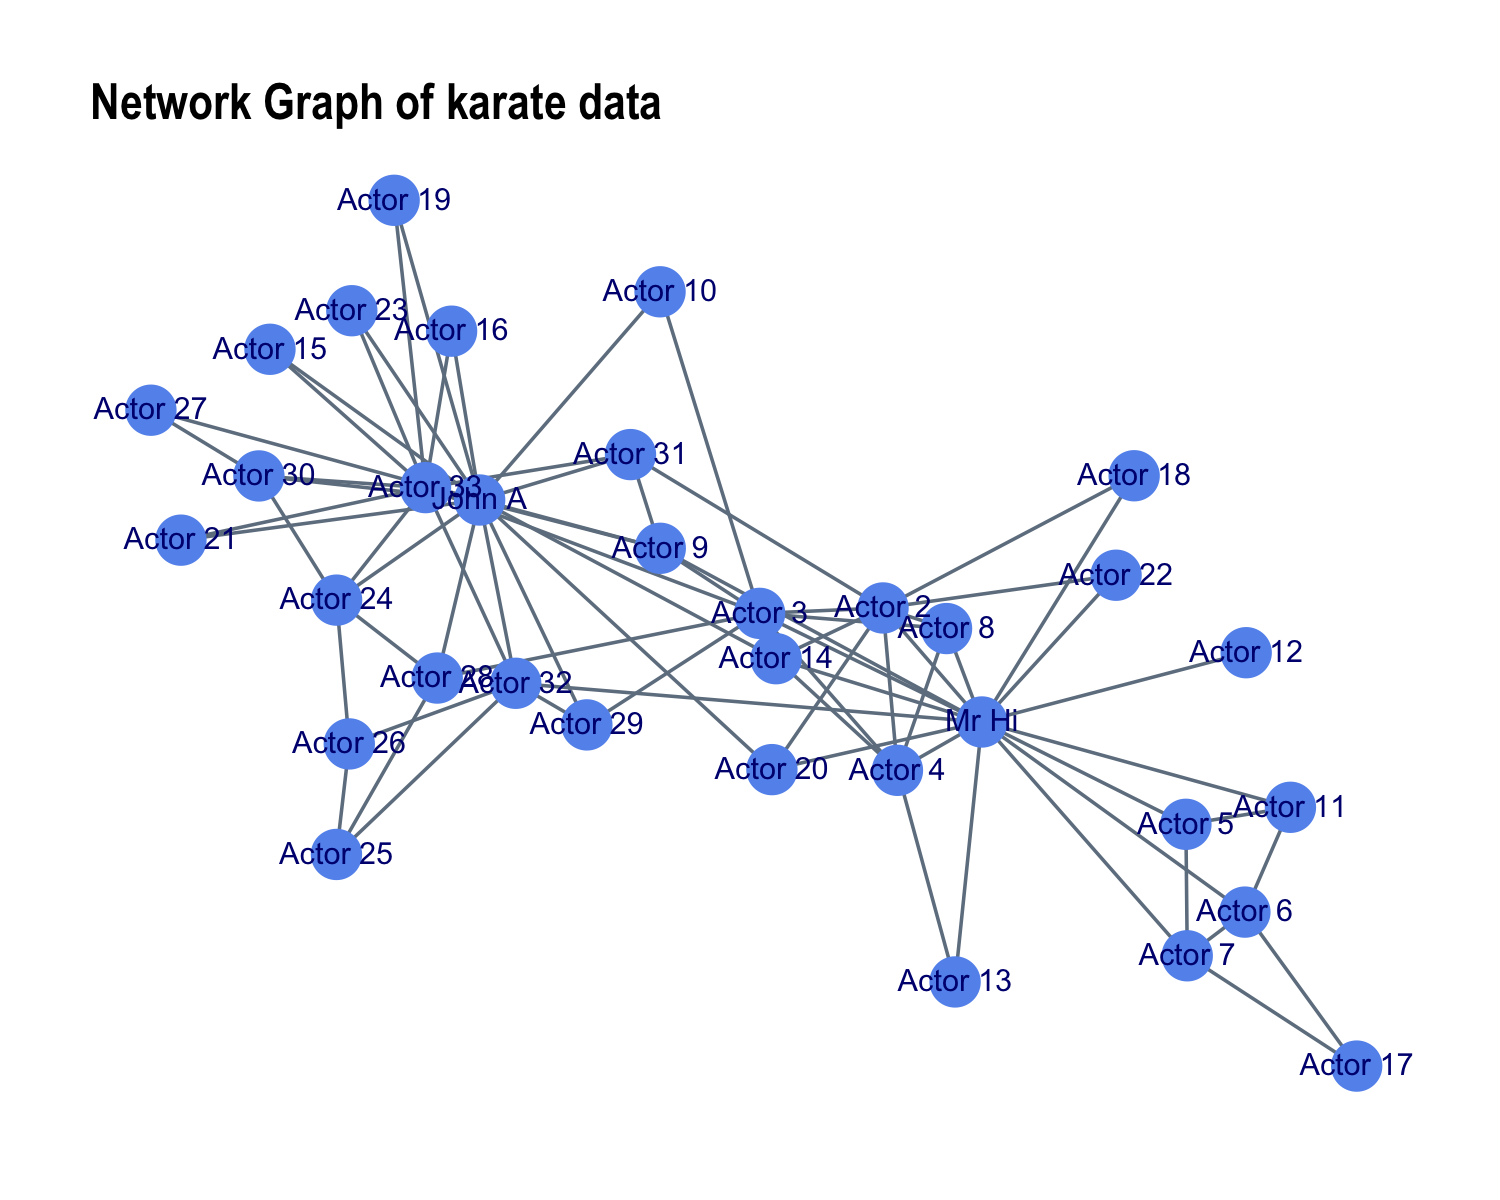 Network Graph of karate data
Actor 19
Actor 10
Actor 23
Actor 16
Actor 15
Actor 27
Actor 31
Actor 30
Actor 18
Actor 33
John A
Actor 21
Actor 9
Actor 22
Actor 24
Actor 3
Actor 2
Actor 8
Actor 12
Actor 14
Actor 28
Actor 32
Mr Hi
Actor 29
Actor 26
Actor 20
Actor 4
Actor 11
Actor 5
Actor 25
Actor 6
Actor 7
Actor 13
Actor 17